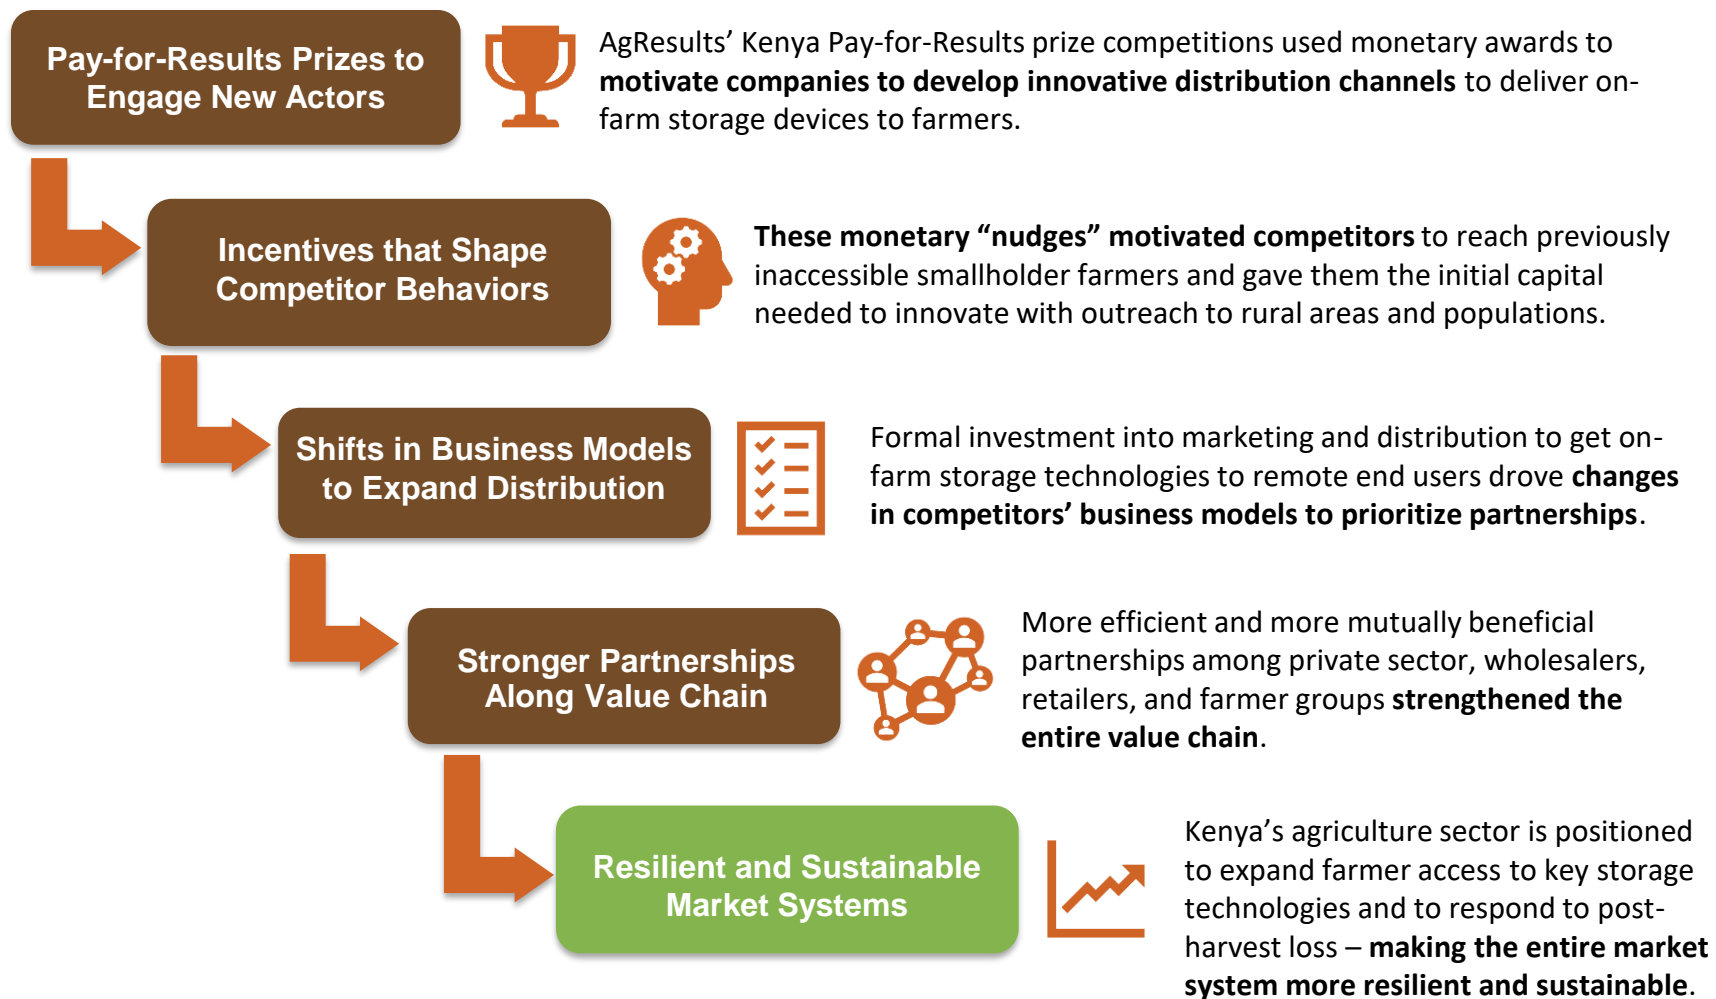 Pay-for-Results Prizes to
Engage New Actors
AgResults’ Kenya Pay-for-Results prize competitions used monetary awards to
motivate companies to develop innovative distribution channels to deliver on-
farm storage devices to farmers.
Incentives that Shape
Competitor Behaviors
These monetary “nudges” motivated competitors to reach previously
inaccessible smallholder farmers and gave them the initial capital
needed to innovate with outreach to rural areas and populations.
Shifts in Business Models
to Expand Distribution
Formal investment into marketing and distribution to get on-
farm storage technologies to remote end users drove changes
in competitors’ business models to prioritize partnerships.
Stronger Partnerships
Along Value Chain
More efficient and more mutually beneficial
partnerships among private sector, wholesalers,
retailers, and farmer groups strengthened the
entire value chain.
Resilient and Sustainable
Market Systems
Kenya’s agriculture sector is positioned
to expand farmer access to key storage
technologies and to respond to post-
harvest loss – making the entire market
system more resilient and sustainable.